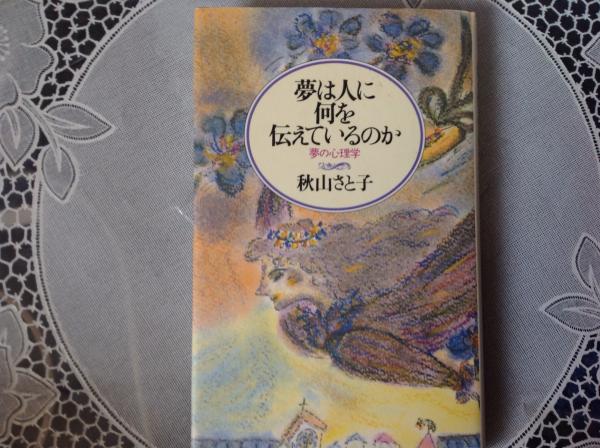 夢は人に
何を
伝えているのか
夢の心理学
秋山さと子